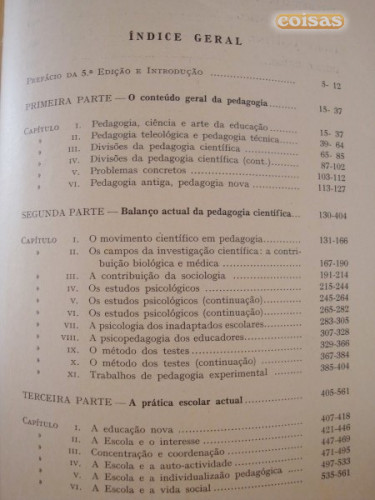 coisas
ÍNDICE GERAL
PREFÁCIO DA 5.ª EDIÇÃO E INTRODUÇÃO 5- 12
PRIMEIRA PARTE — O conteúdo geral da pedagogia 15- 37
CAPÍTULO I. Pedagogia, ciência e arte da educação 15- 37
» II. Pedagogia teleológica e pedagogia técnica 39- 64
» III. Divisões da pedagogia científica 65- 85
» IV. Divisões da pedagogia científica (cont.) 87-102
» V. Problemas concretos 103-112
» VI. Pedagogia antiga, pedagogia nova 113-127
SEGUNDA PARTE — Balanço actual da pedagogia científica 130-404
CAPÍTULO I. O movimento científico em pedagogia 131-166
» II. Os campos da investigação científica: a contri-
buição biológica e médica 167-190
» III. A contribuição da sociologia 191-214
» IV. Os estudos psicológicos 215-244
» V. Os estudos psicológicos (continuação) 245-264
» VI. Os estudos psicológicos (continuação) 265-282
» VII. A psicologia dos inadaptados escolares 283-305
» VIII. A psicopedagogia dos educadores 307-328
» IX. O método dos testes 329-366
» X. O método dos testes (continuação) 367-384
» XI. Trabalhos de pedagogia experimental 385-404
TERCEIRA PARTE — A prática escolar actual 405-561
CAPÍTULO I. A educação nova 407-418
» II. A Escola e o interesse 421-446
» III. Concentração e coordenação 447-469
» IV. A Escola e a auto-actividade 471-495
» V. A Escola e a individualizaão pedagógica 497-533
» VI. A Escola e a vida social 535-561